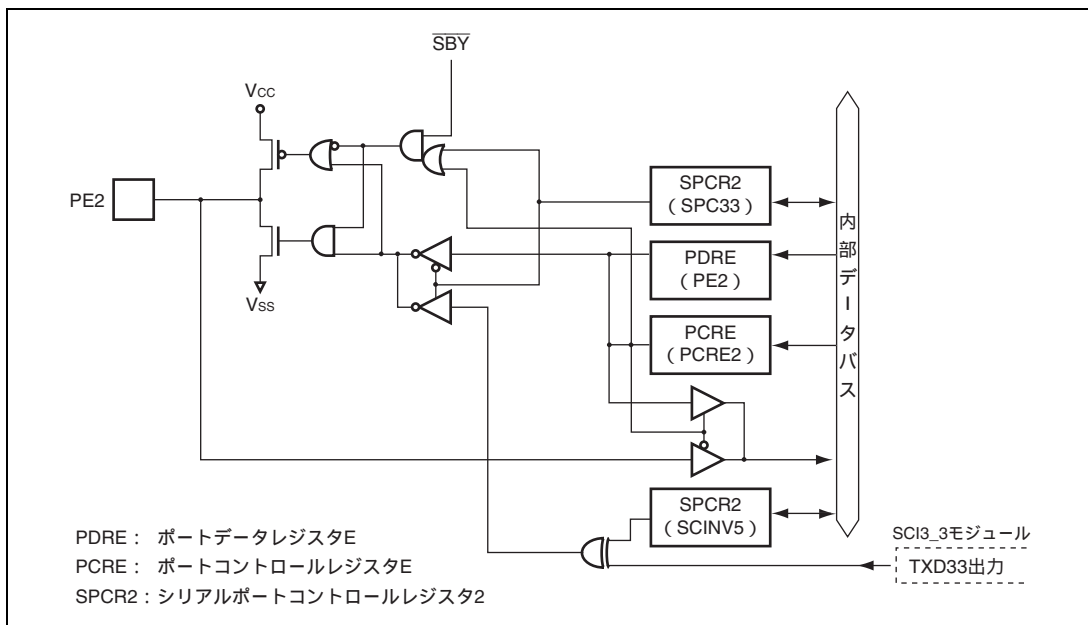 SBY
VCC
PE2
VSS
SPCR2
(SPC33)
PDRE
(PE2)
PCRE
(PCRE2)
SPCR2
(SCINV5)
内部データバス
SCI3_3モジュール
TXD33出力
PDRE： ポートデータレジスタE
PCRE： ポートコントロールレジスタE
SPCR2：シリアルポートコントロールレジスタ2